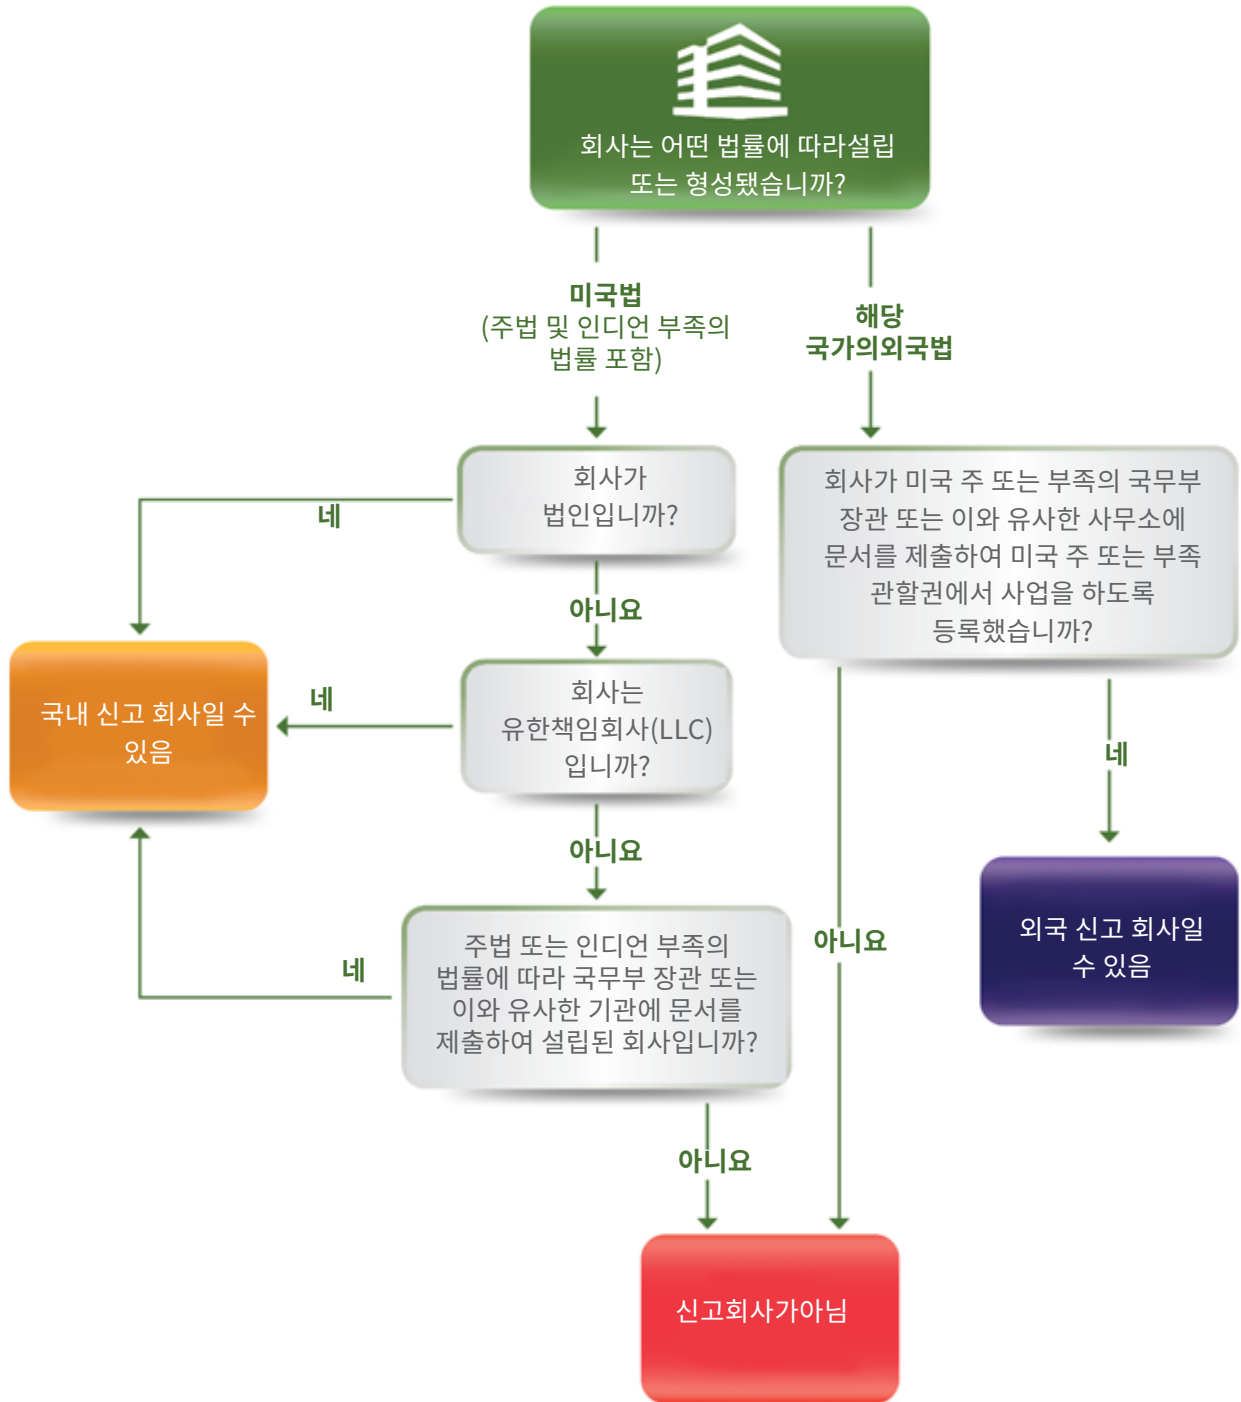 회사는 어떤 법률에 따라설립
또는 형성됐습니까?
미국법
(주법 및 인디언 부족의
법률 포함)
해당
국가의외국법
회사가
법인입니까?
네
아니요
회사가 미국 주 또는 부족의 국무부
장관 또는 이와 유사한 사무소에
문서를 제출하여 미국 주 또는 부족
관할권에서 사업을 하도록
등록했습니까?
국내 신고 회사일 수
있음
네
회사는
유한책임회사(LLC)
입니까?
네
아니요
주법 또는 인디언 부족의
법률에 따라 국무부 장관 또는
이와 유사한 기관에 문서를
제출하여 설립된 회사입니까?
네
아니요
외국 신고 회사일
수 있음
아니요
신고회사가아님